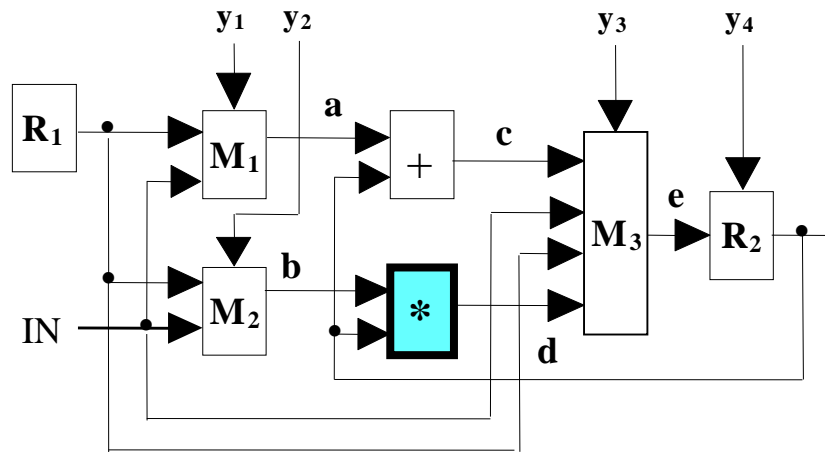 y₁ y₂ y₃ y₄
R₁
M₁
a
+
c
M₃
e
R₂
M₂
b
*
d
IN